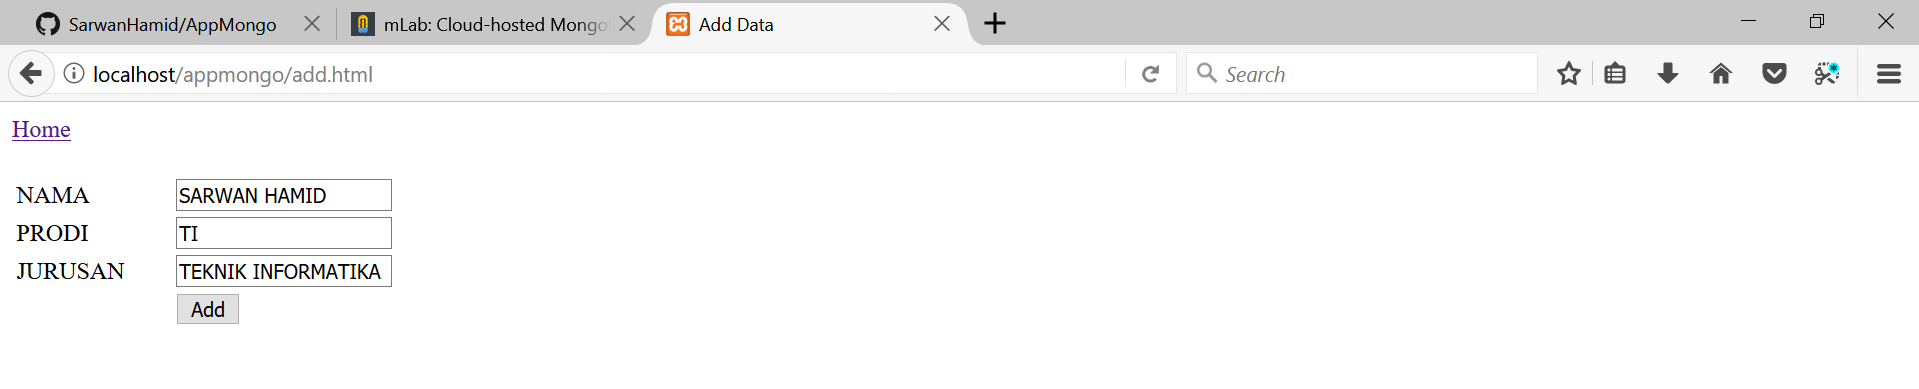 SarwanHamid/AppMongo
mLab: Cloud-hosted Mongo
Add Data
localhost/appmongo/add.html
Search
Home
NAMA SARWAN HAMID
PRODI TI
JURUSAN TEKNIK INFORMATIKA
Add